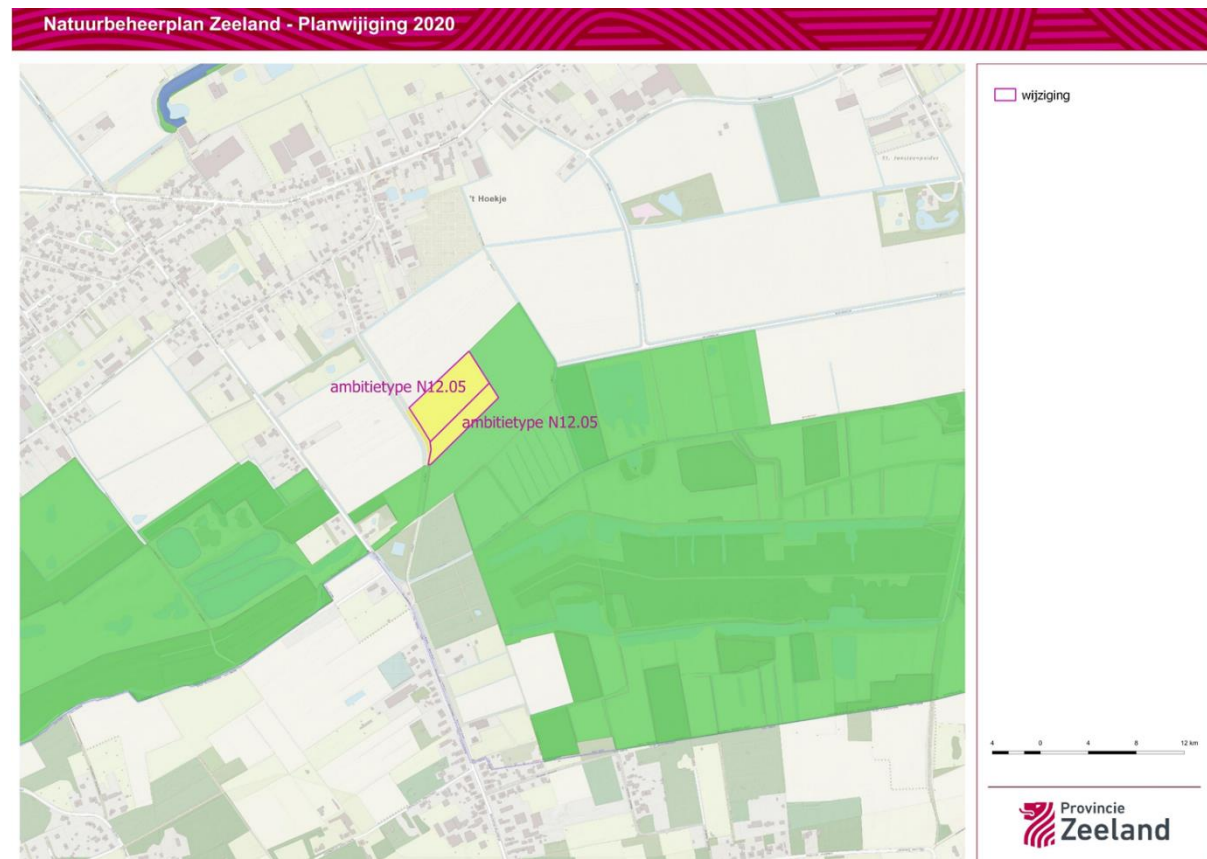 Natuurbeheerplan Zeeland - Planwijiging 2020
wijziging
't Hoekje
ambitietype N12.05
ambitietype N12.05
4 0 4 8 12 km
Provincie
Zeeland